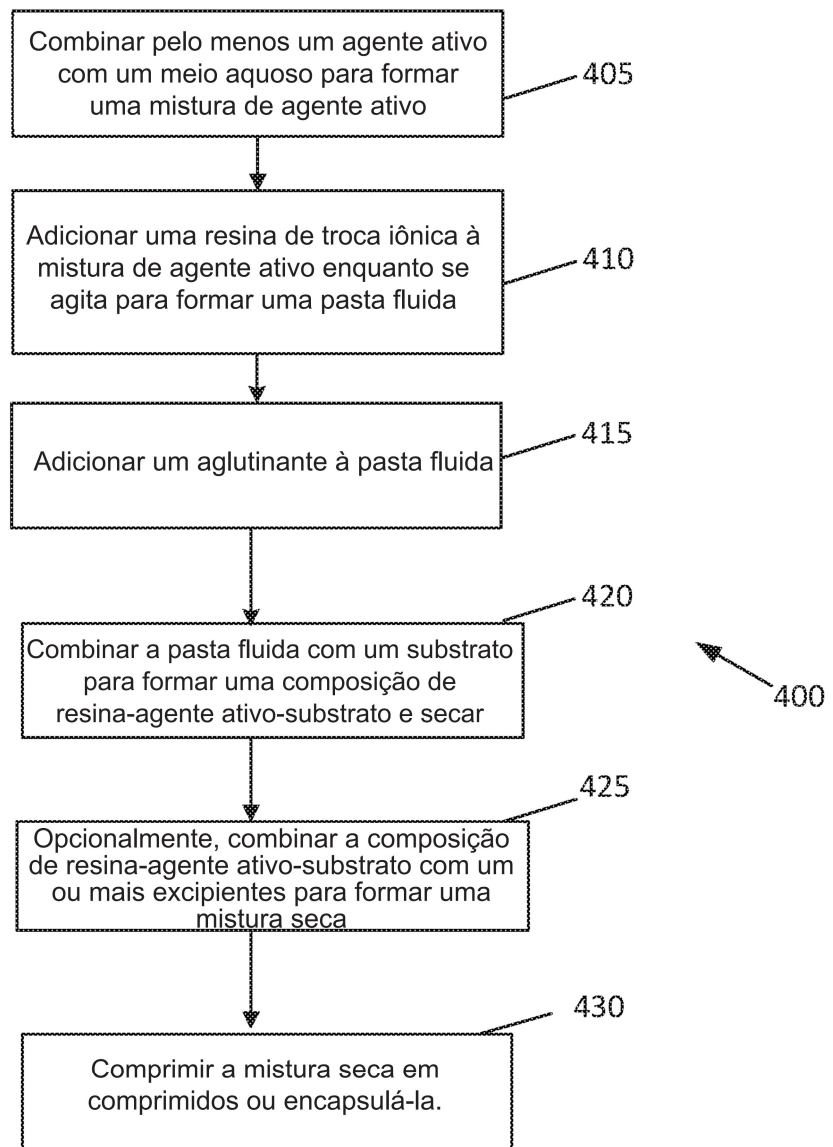 Combinar pelo menos um agente ativo
com um meio aquoso para formar
uma mistura de agente ativo
405
Adicionar uma resina de troca iônica à
mistura de agente ativo enquanto se
agita para formar uma pasta fluida
410
Adicionar um aglutinante à pasta fluida
415
Combinar a pasta fluida com um substrato
para formar uma composição de
resina-agente ativo-substrato e secar
420
400
Opcionalmente, combinar a composição
de resina-agente ativo-substrato com um
ou mais excipientes para formar uma
mistura seca
425
Comprimir a mistura seca em
comprimidos ou encapsulá-la.
430